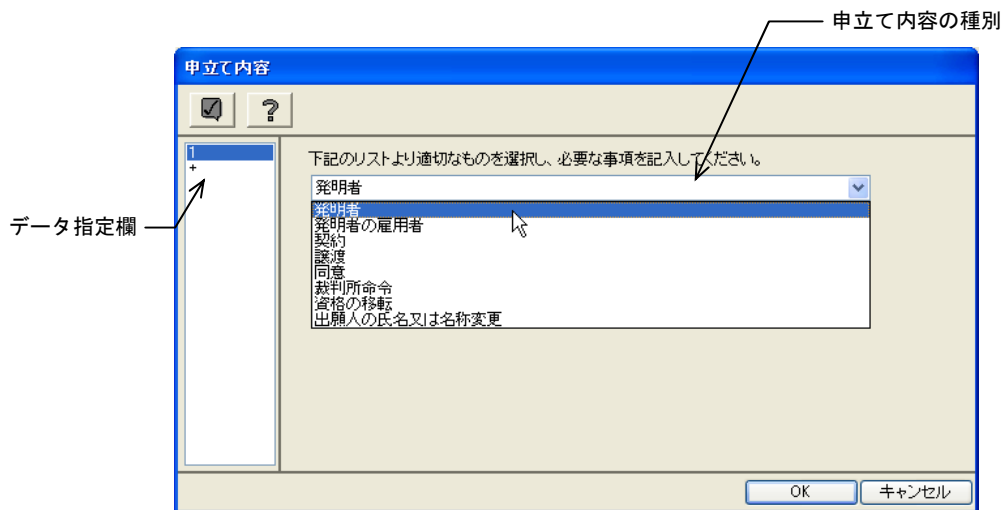 申立て内容の種別
申立て内容
?
1
+
下記のリストより適切なものを選択し、必要な事項を記入してください。
発明者
発明者
発明者の雇用者
契約
譲渡
同意
裁判所命令
資格の移転
出願人の氏名又は名称変更
データ指定欄
OK
キャンセル